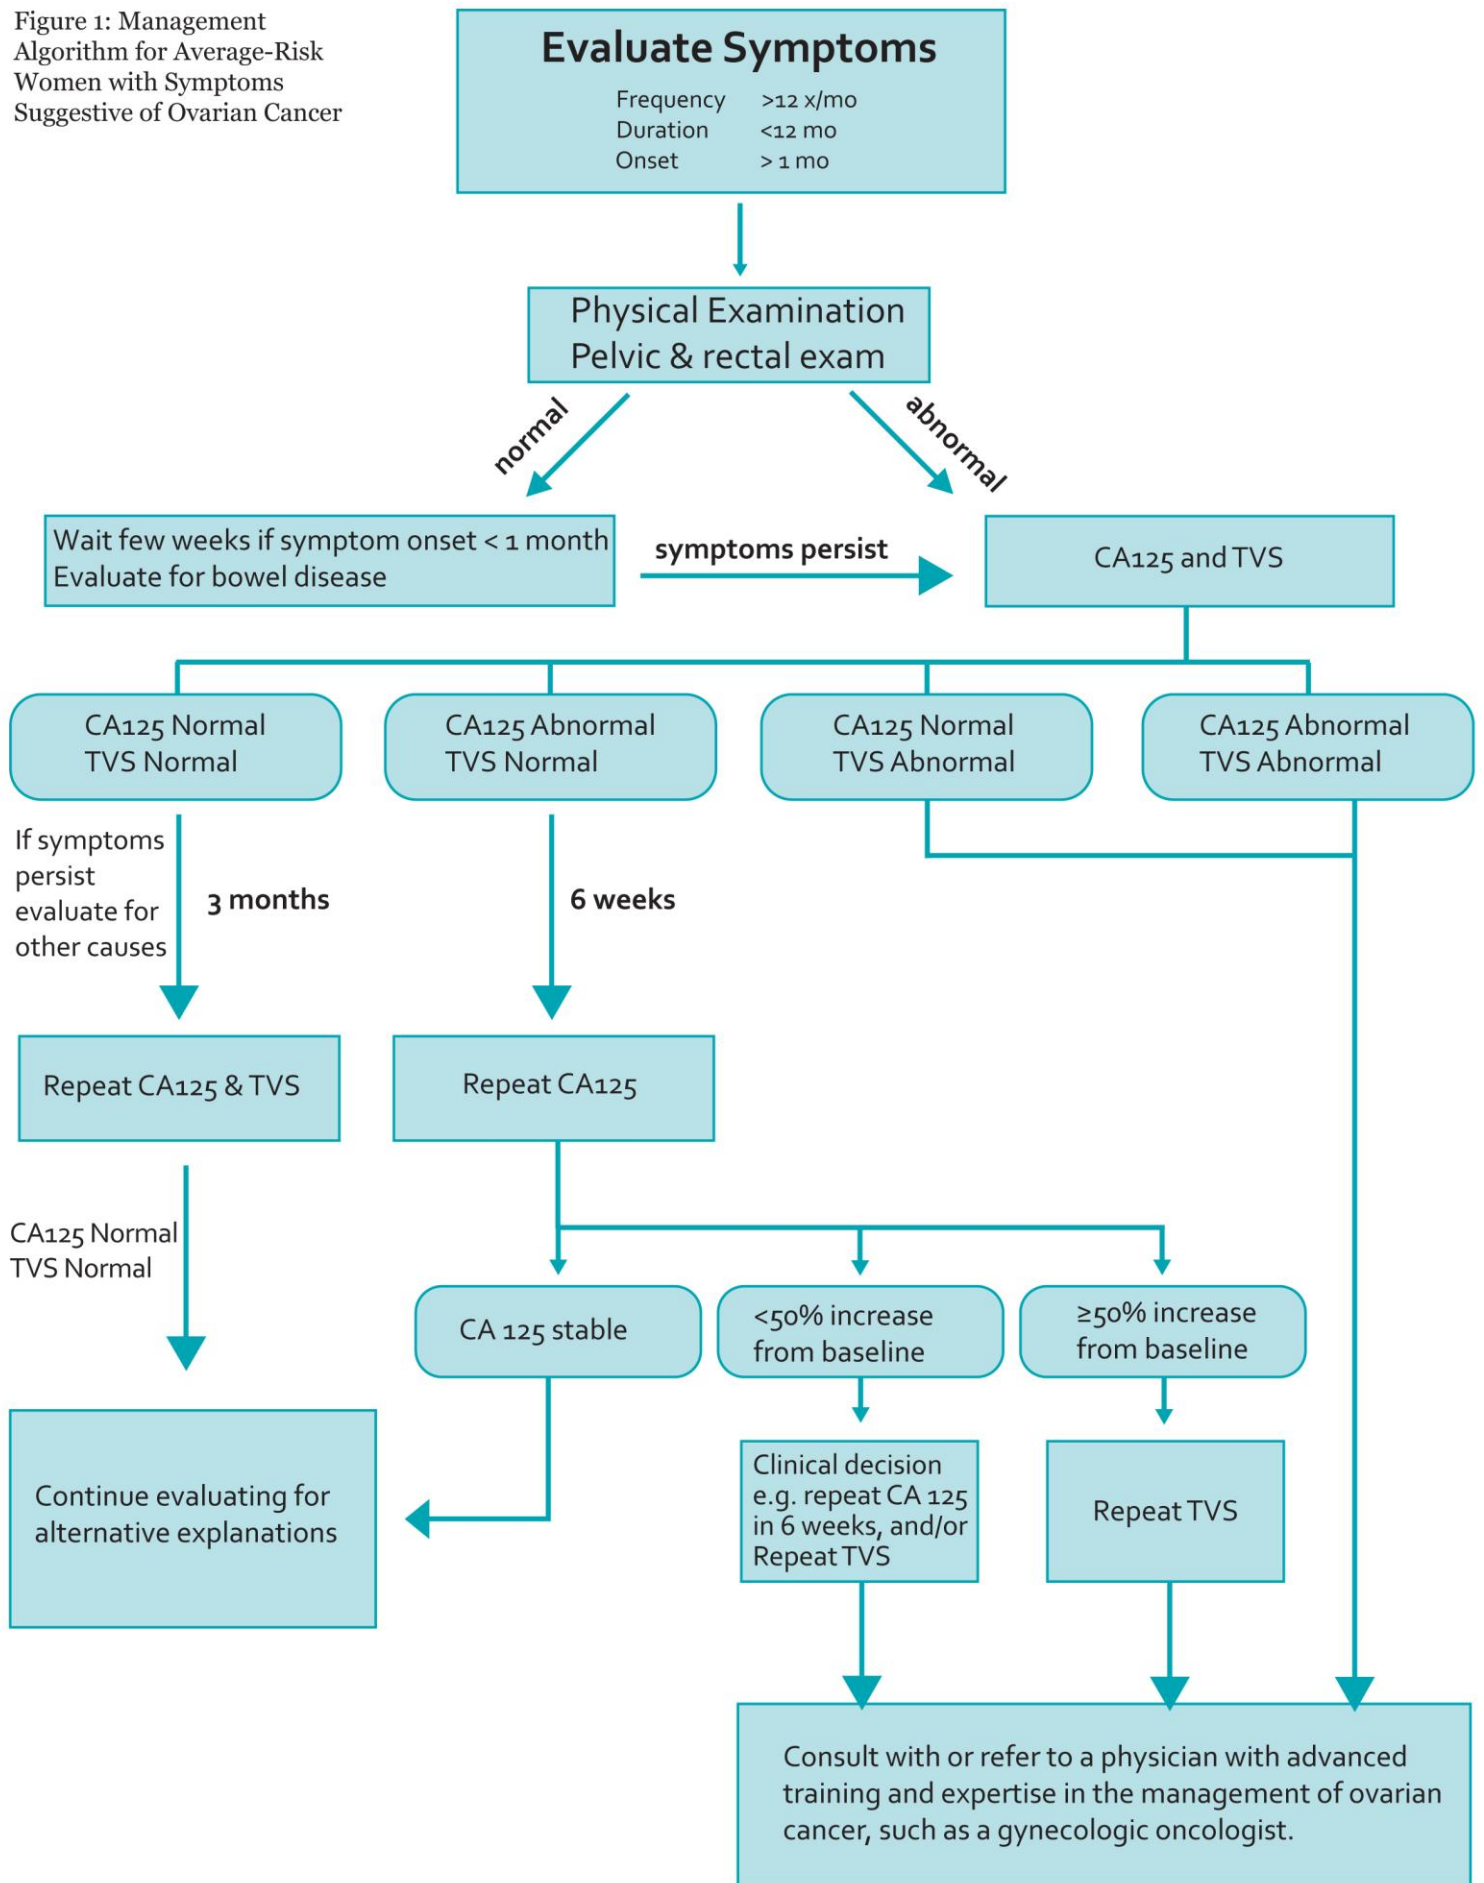 Figure 1: Management
Algorithm for Average-Risk
Women with Symptoms
Suggestive of Ovarian Cancer
Evaluate Symptoms
Frequency >12 x/mo
Duration <12 mo
Onset > 1 mo
Physical Examination
Pelvic & rectal exam
normal
abnormal
Wait few weeks if symptom onset < 1 month
Evaluate for bowel disease
symptoms persist
CA125 and TVS
CA125 Normal
TVS Normal
CA125 Abnormal
TVS Normal
CA125 Normal
TVS Abnormal
CA125 Abnormal
TVS Abnormal
If symptoms
persist
evaluate for
other causes
3 months
6 weeks
Repeat CA125 & TVS
Repeat CA125
CA125 Normal
TVS Normal
CA 125 stable
<50% increase
from baseline
≥50% increase
from baseline
Continue evaluating for
alternative explanations
Clinical decision
e.g. repeat CA 125
in 6 weeks, and/or
Repeat TVS
Repeat TVS
Consult with or refer to a physician with advanced
training and expertise in the management of ovarian
cancer, such as a gynecologic oncologist.